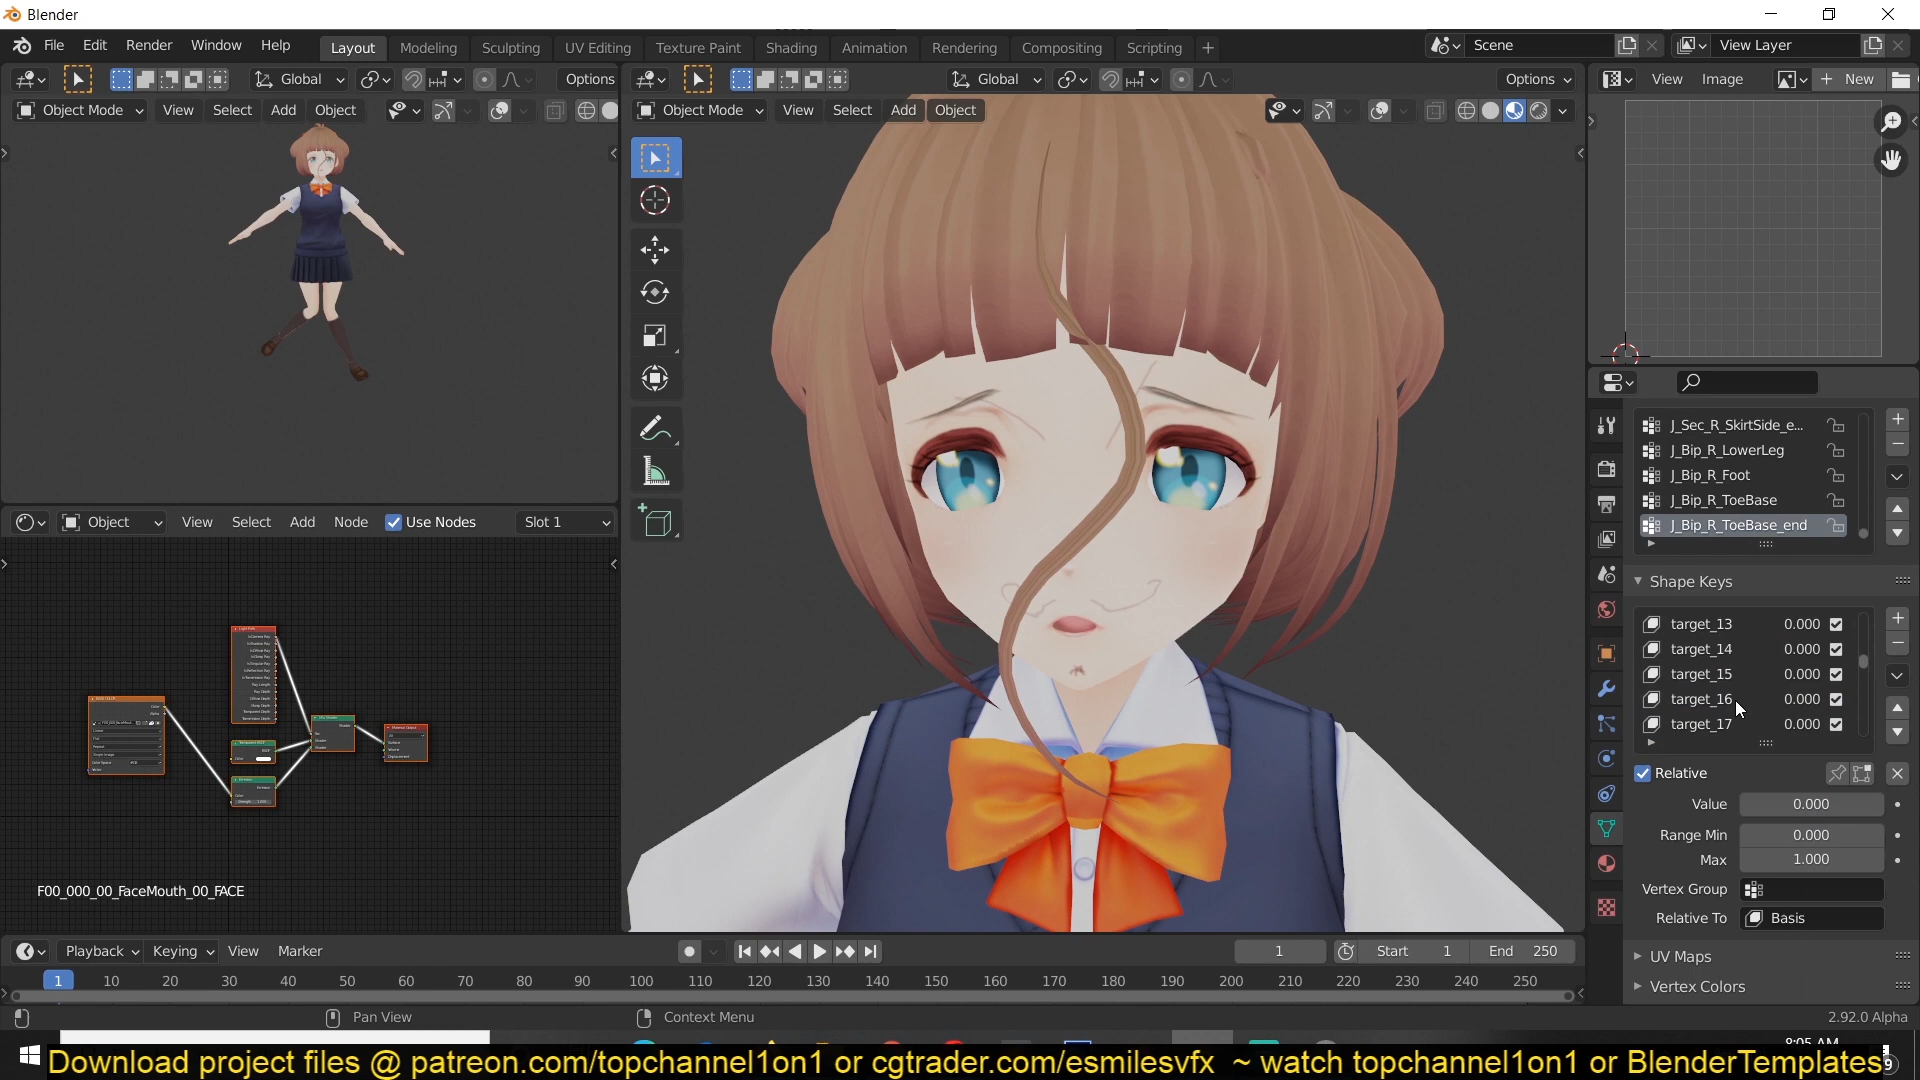 Blender
File Edit Render Window Help Layout Modeling Sculpting UV Editing Texture Paint Shading Animation Rendering Compositing Scripting + Scene View Layer
Global Options Global Options View Image New
Object Mode View Select Add Object Object Mode View Select Add Object
J_Sec_R_SkirtSide_e...
J_Bip_R_LowerLeg
J_Bip_R_Foot
J_Bip_R_ToeBase
J_Bip_R_ToeBase_end
Object View Select Add Node Use Nodes Slot 1
Shape Keys
target_13 0.000
target_14 0.000
target_15 0.000
target_16 0.000
target_17 0.000
Relative
Value 0.000
Range Min 0.000
Max 1.000
Vertex Group
Relative To Basis
F00_000_00_FaceMouth_00_FACE
UV Maps
Vertex Colors
Playback Keying View Marker 1 Start 1 End 250
1 10 20 30 40 50 60 70 80 90 100 110 120 130 140 150 160 170 180 190 200 210 220 230 240 250
Pan View Context Menu 2.92.0 Alpha
Download project files @ patreon.com/topchannel1on1 or cgtrader.com/esmilesvfx ~ watch topchannel1on1 or BlenderTemplates